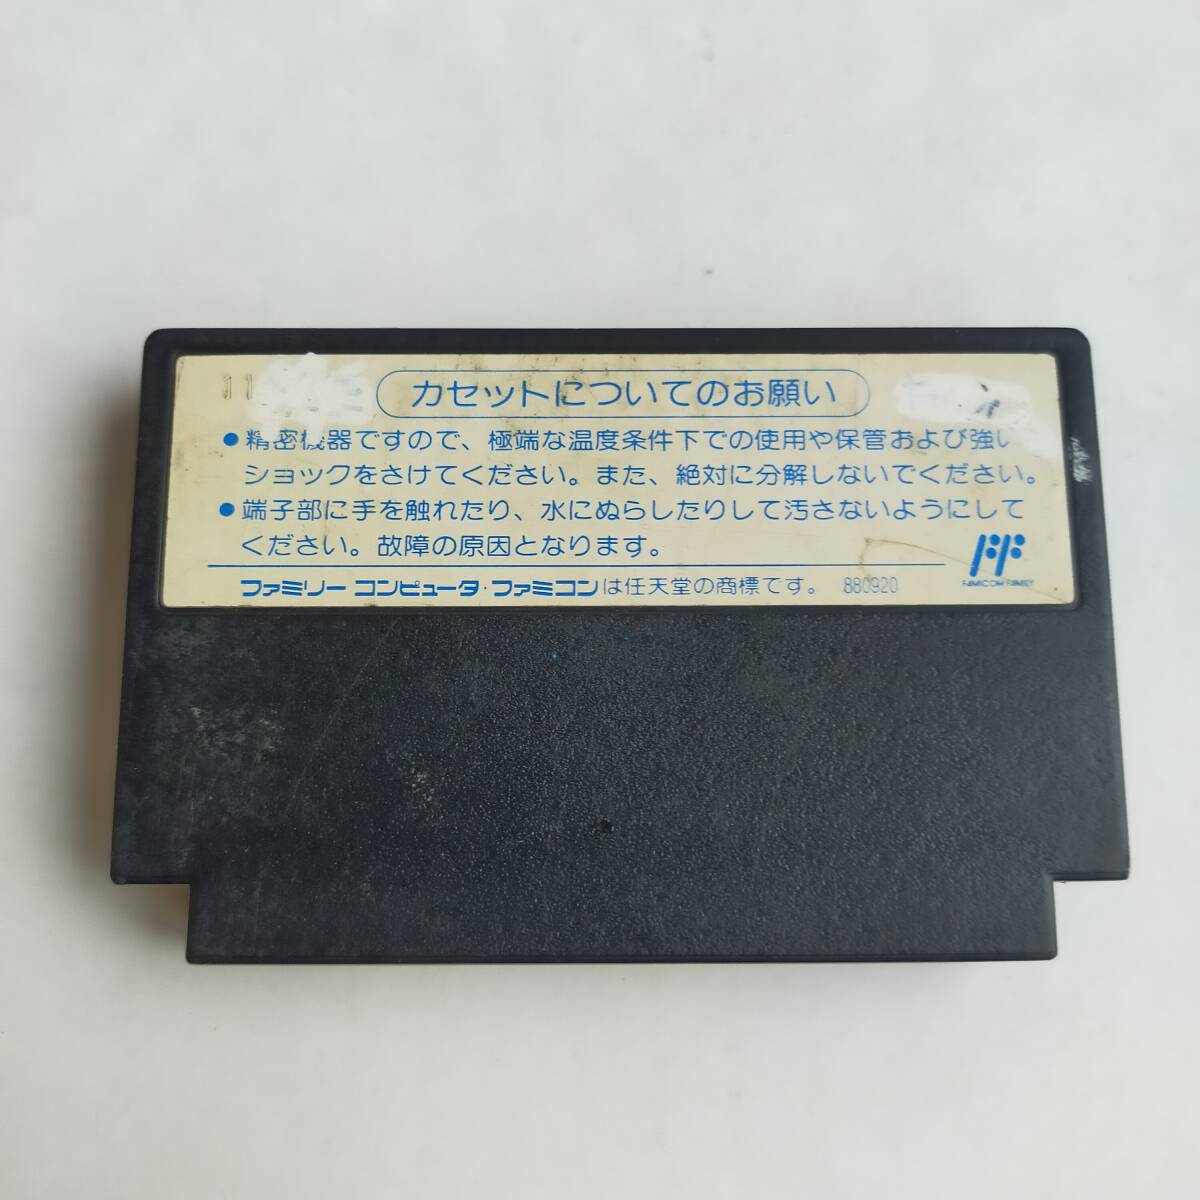 11
カセットについてのお願い
●精密機器ですので、極端な温度条件下での使用や保管および強い
ショックをさけてください。また、絶対に分解しないでください。
●端子部に手を触れたり、水にぬらしたりして汚さないようにして
ください。故障の原因となります。
ファミリー コンピュータ・ファミコンは任天堂の商標です。 880920
FAMICOM FAMILY